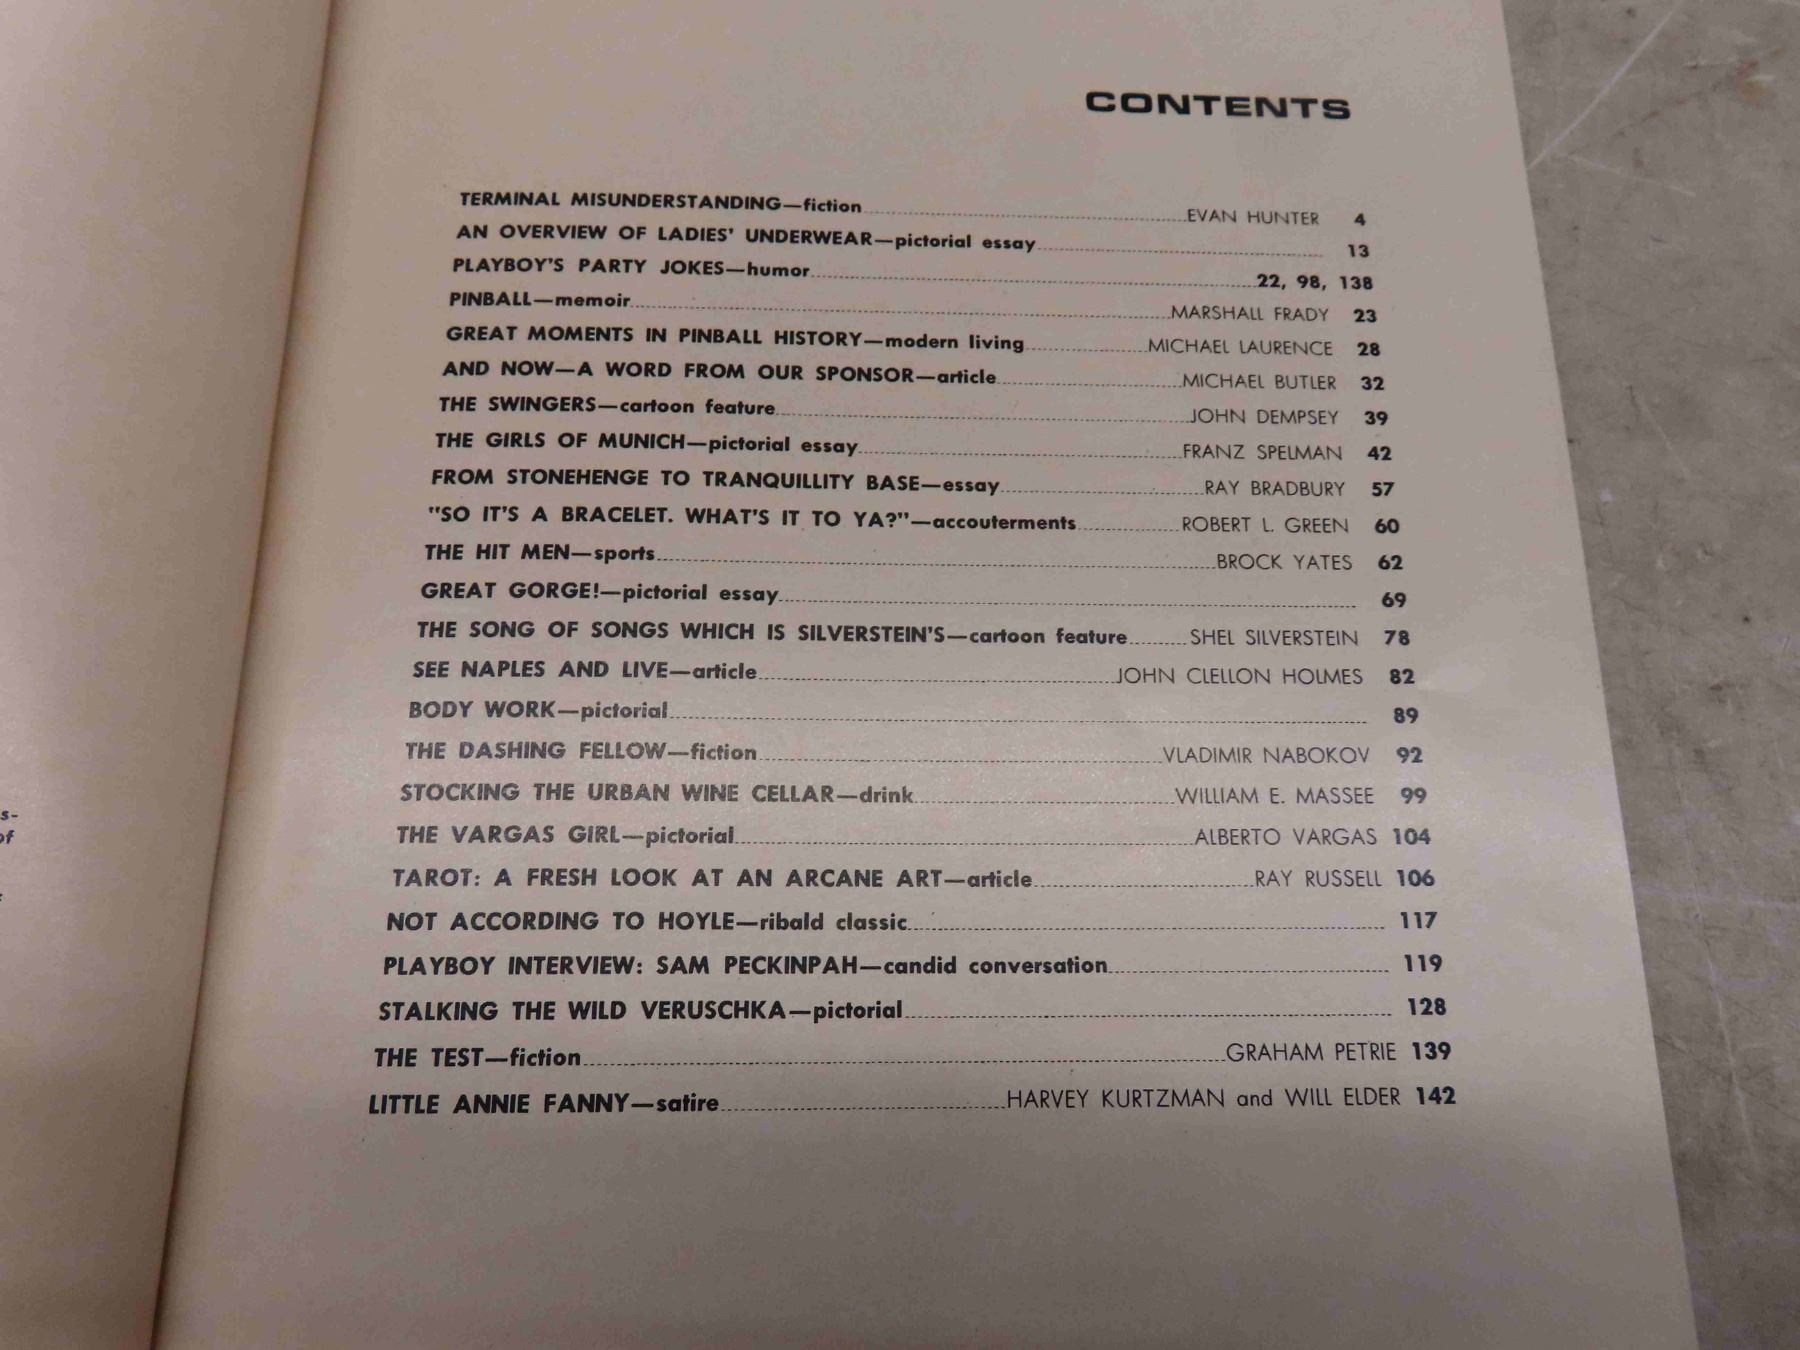 CONTENTS
TERMINAL MISUNDERSTANDING—fiction EVAN HUNTER 4
AN OVERVIEW OF LADIES' UNDERWEAR—pictorial essay 13
PLAYBOY'S PARTY JOKES—humor 22, 98, 138
PINBALL—memoir MARSHALL FRADY 23
GREAT MOMENTS IN PINBALL HISTORY—modern living MICHAEL LAURENCE 28
AND NOW—A WORD FROM OUR SPONSOR—article MICHAEL BUTLER 32
THE SWINGERS—cartoon feature JOHN DEMPSEY 39
THE GIRLS OF MUNICH—pictorial essay FRANZ SPELMAN 42
FROM STONEHENGE TO TRANQUILLITY BASE—essay RAY BRADBURY 57
"SO IT'S A BRACELET. WHAT'S IT TO YA?"—accouterments ROBERT L. GREEN 60
THE HIT MEN—sports BROCK YATES 62
GREAT GORGE!—pictorial essay 69
THE SONG OF SONGS WHICH IS SILVERSTEIN'S—cartoon feature SHEL SILVERSTEIN 78
SEE NAPLES AND LIVE—article JOHN CLELLON HOLMES 82
BODY WORK—pictorial 89
THE DASHING FELLOW—fiction VLADIMIR NABOKOV 92
STOCKING THE URBAN WINE CELLAR—drink WILLIAM E. MASSEE 99
THE VARGAS GIRL—pictorial ALBERTO VARGAS 104
TAROT: A FRESH LOOK AT AN ARCANE ART—article RAY RUSSELL 106
NOT ACCORDING TO HOYLE—ribald classic 117
PLAYBOY INTERVIEW: SAM PECKINPAH—candid conversation 119
STALKING THE WILD VERUSCHKA—pictorial 128
THE TEST—fiction GRAHAM PETRIE 139
LITTLE ANNIE FANNY—satire HARVEY KURTZMAN and WILL ELDER 142